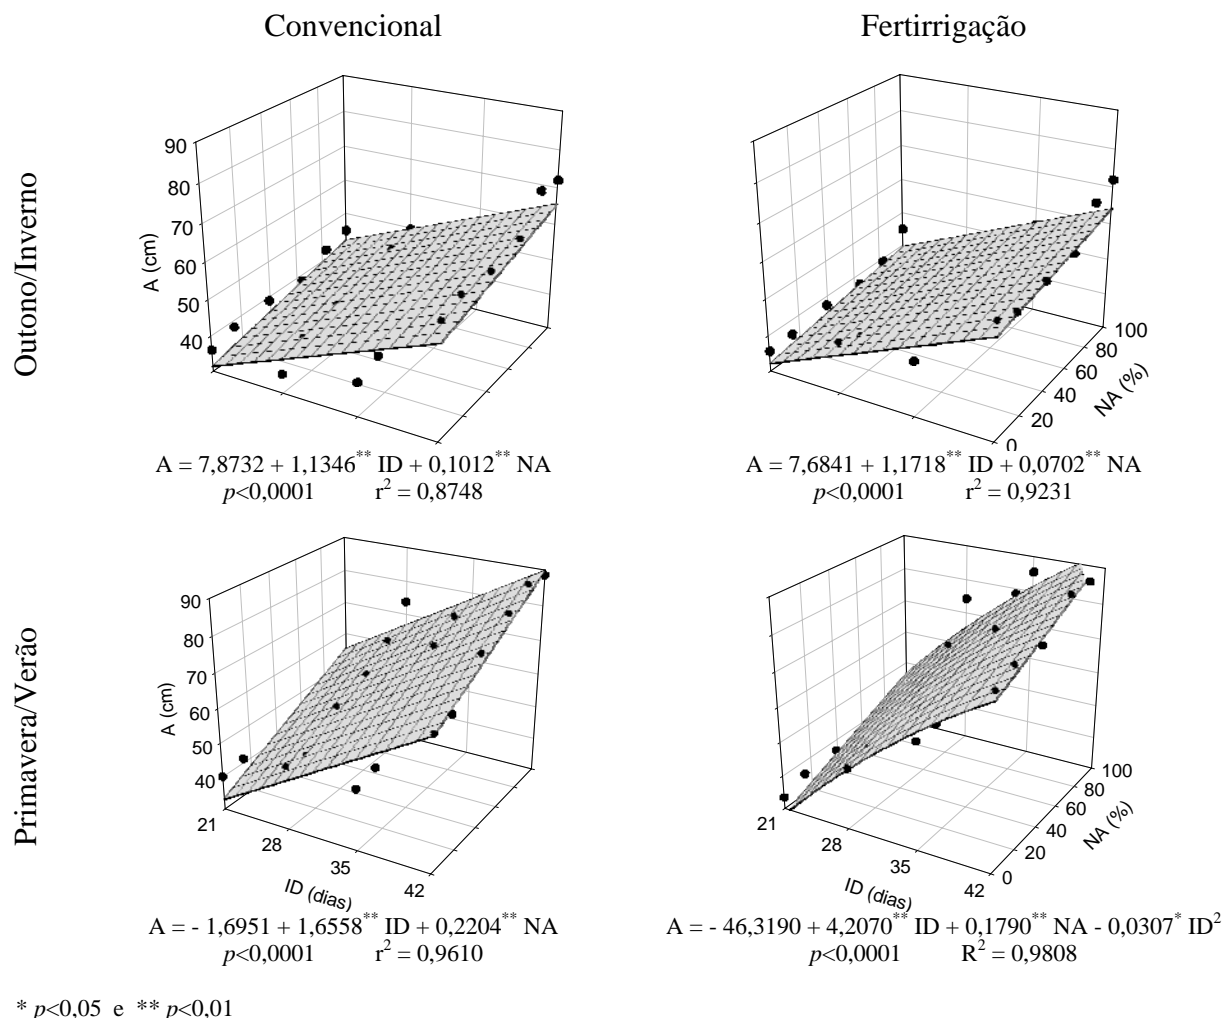 Convencional
Fertirrigação
Outono/Inverno
A (cm)
90
80
70
60
50
40
100
80
60
40
20
0
NA (%)
A = 7,8732 + 1,1346** ID + 0,1012** NA
p<0,0001 r² = 0,8748
A = 7,6841 + 1,1718** ID + 0,0702** NA
p<0,0001 r² = 0,9231
Primavera/Verão
A (cm)
90
80
70
60
50
40
21
28
35
42
ID (dias)
21
28
35
42
100
80
60
40
20
0
NA (%)
A = - 1,6951 + 1,6558** ID + 0,2204** NA
p<0,0001 r² = 0,9610
A = - 46,3190 + 4,2070** ID + 0,1790** NA - 0,0307* ID²
p<0,0001 R² = 0,9808
* p<0,05 e ** p<0,01